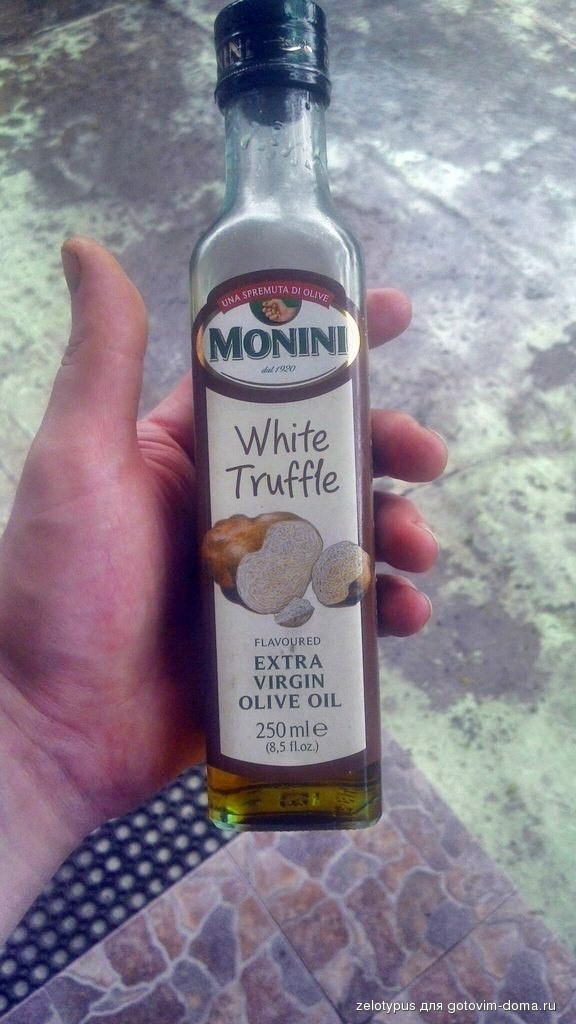 UNA SPREMUTA DI OLIVE
MONINI
dal 1920
White
Truffle
FLAVOURED
EXTRA
VIRGIN
OLIVE OIL
250 ml e
(8,5 fl.oz.)
zelotypus для gotovim-doma.ru